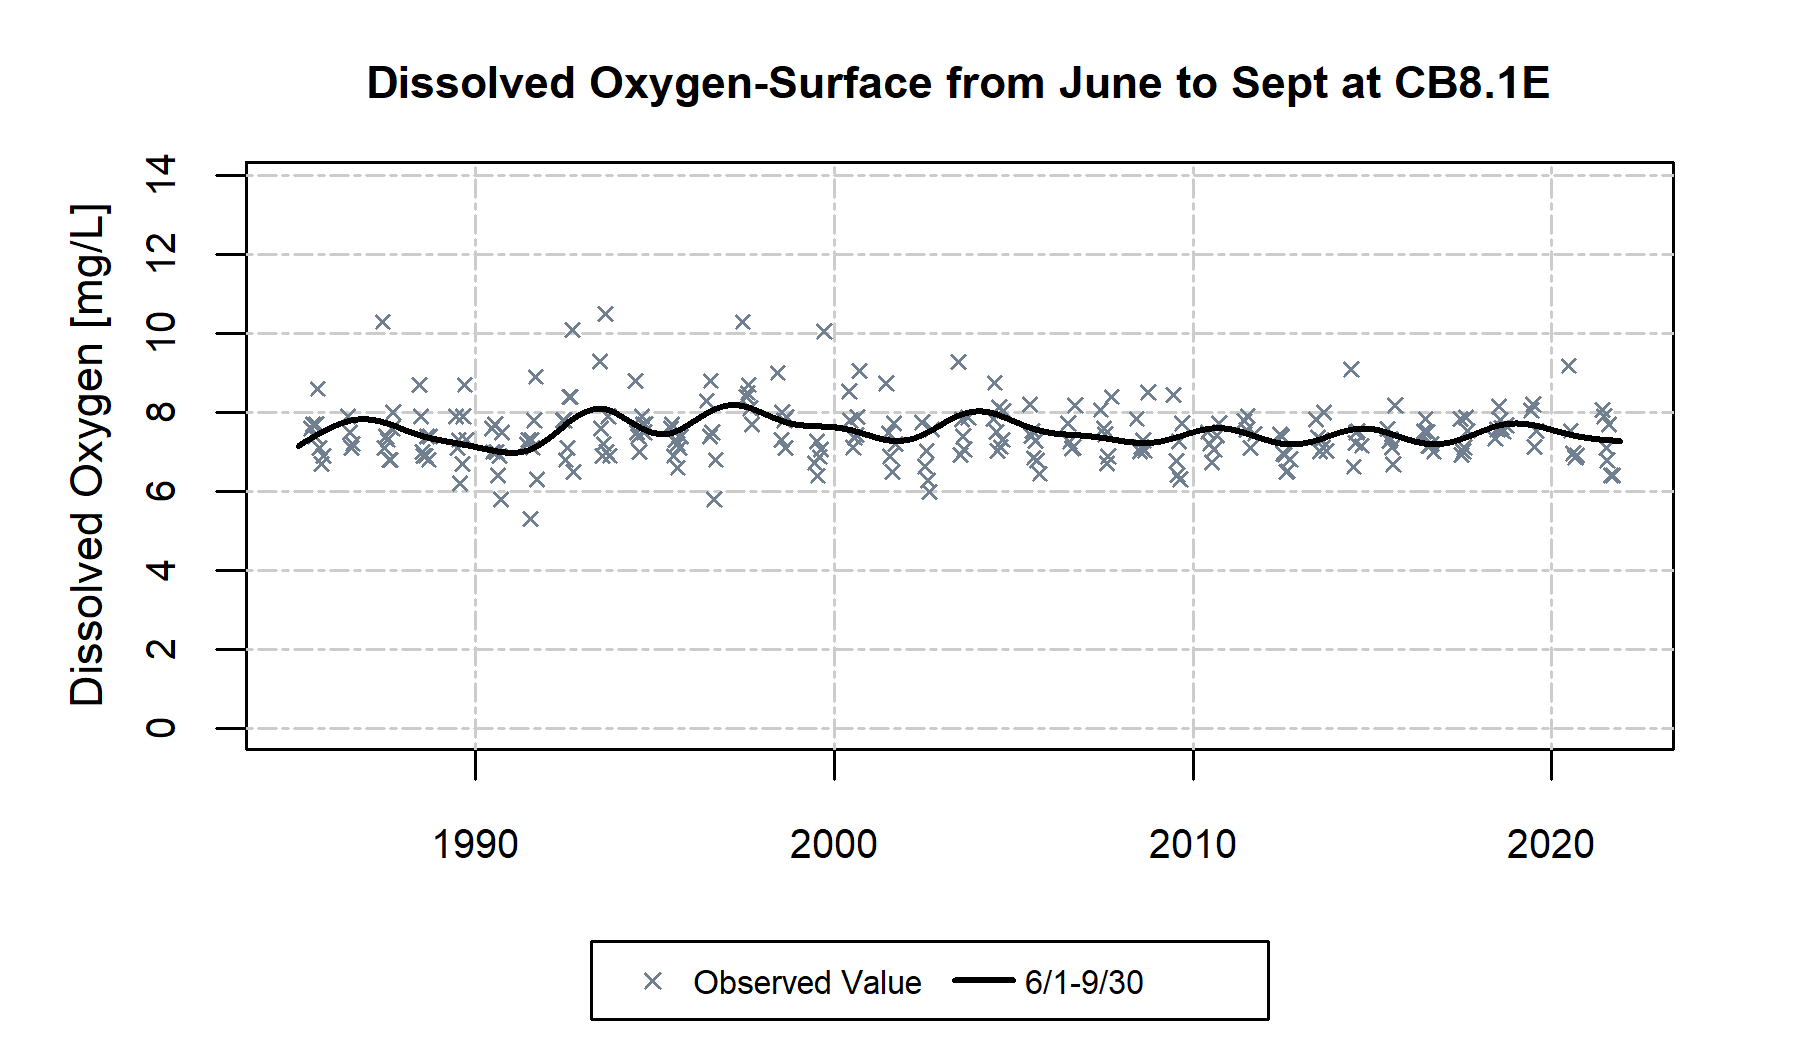 Dissolved Oxygen-Surface from June to Sept at CB8.1E
Dissolved Oxygen [mg/L]
14
12
10
8
6
4
2
0
1990 2000 2010 2020
Observed Value 6/1-9/30